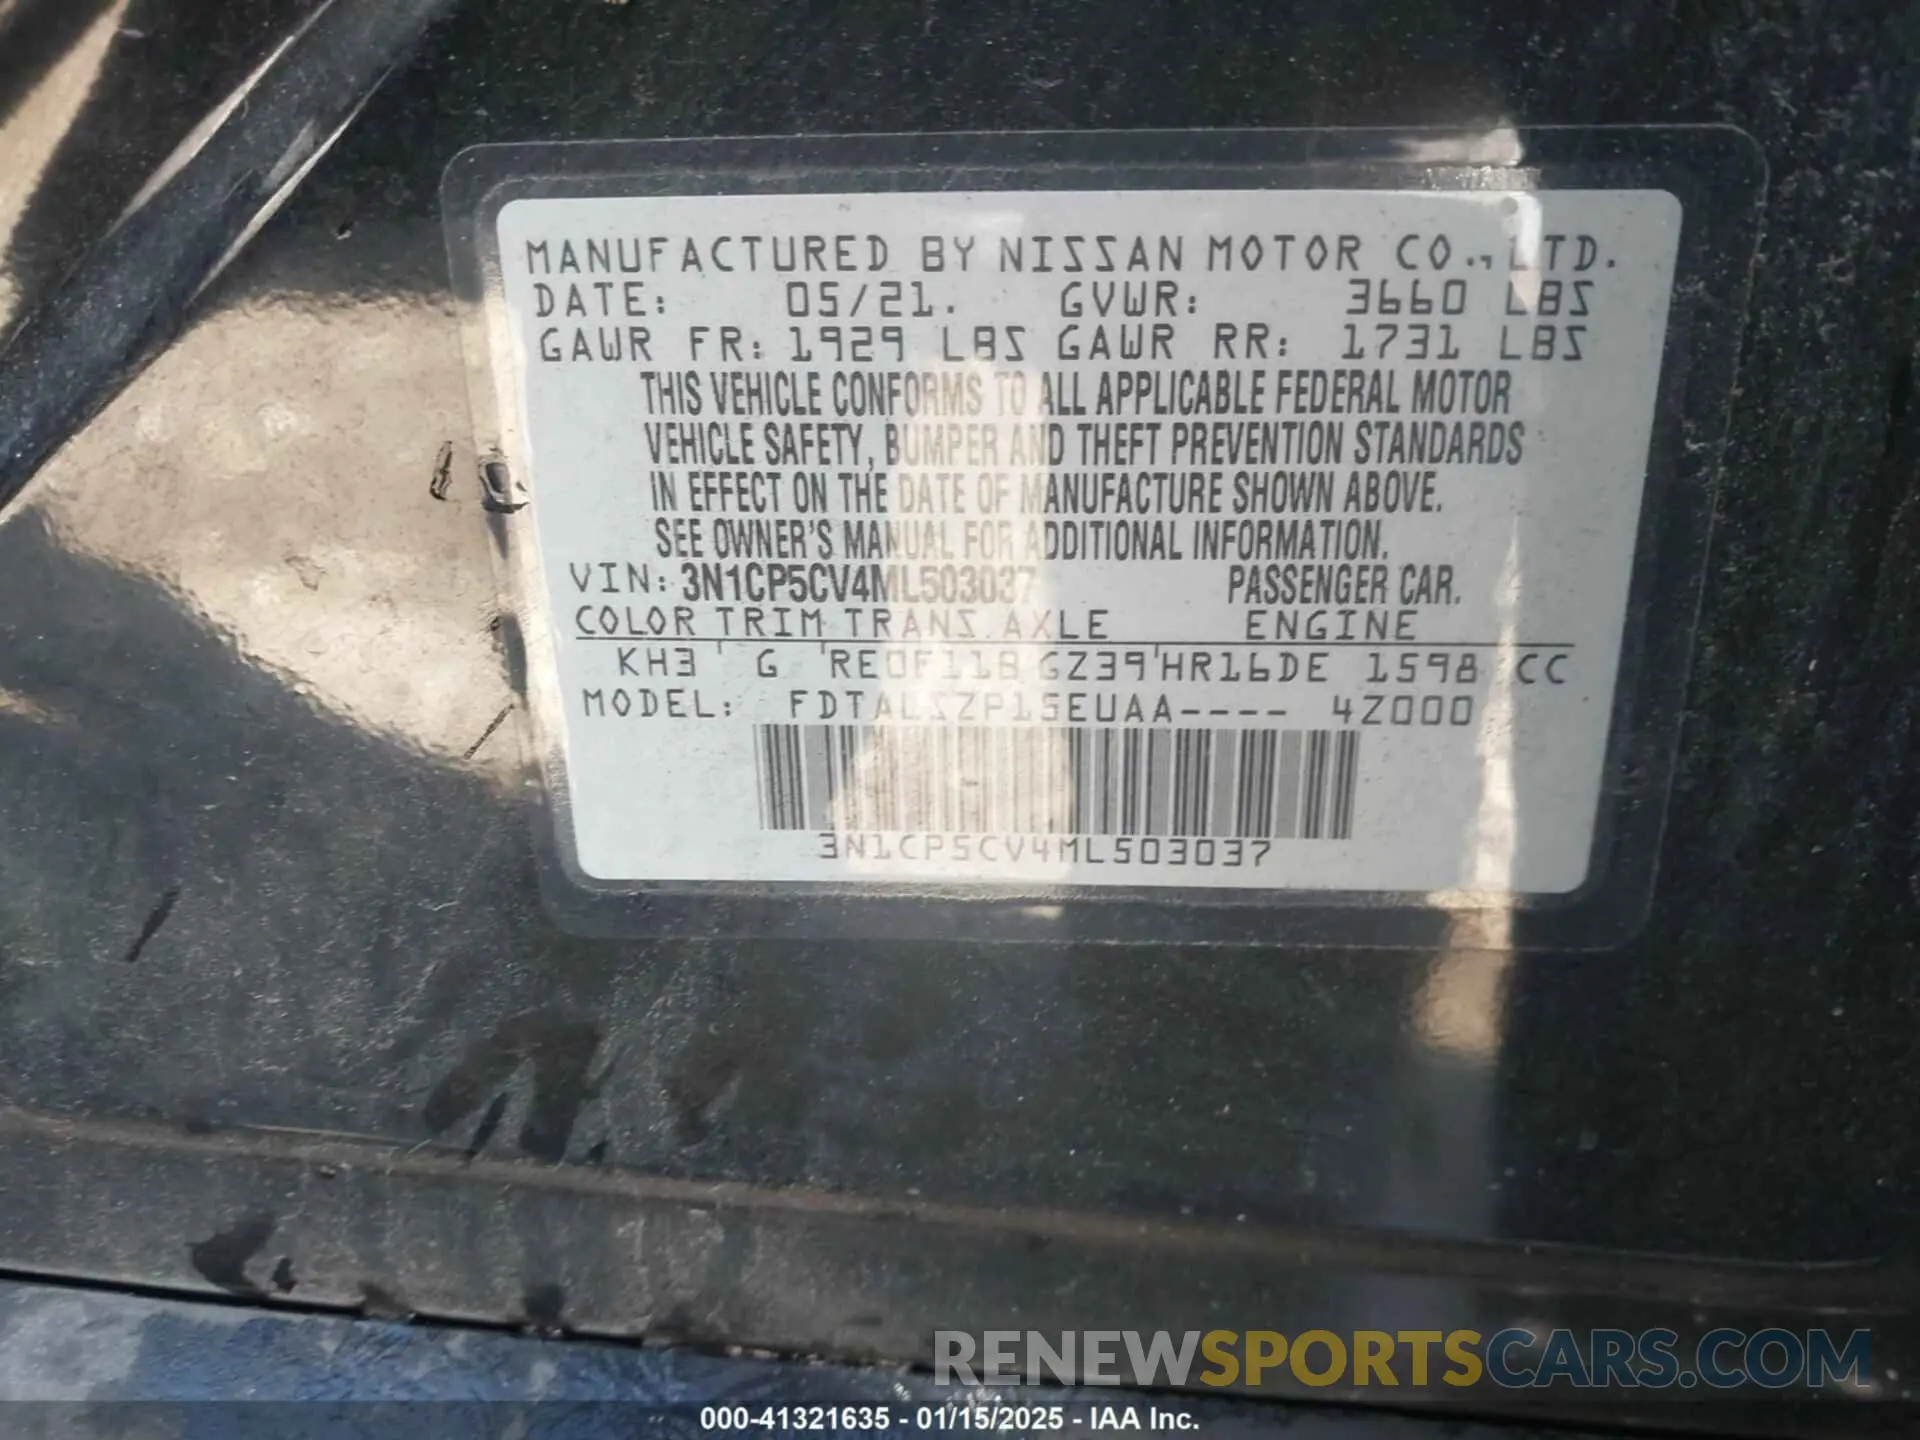 MANUFACTURED BY NISSAN MOTOR CO., LTD.
DATE: 05/21. GVWR: 3660 LBS
GAWR FR: 1929 LBS GAWR RR: 1731 LBS
THIS VEHICLE CONFORMS TO ALL APPLICABLE FEDERAL MOTOR
VEHICLE SAFETY, BUMPER AND THEFT PREVENTION STANDARDS
IN EFFECT ON THE DATE OF MANUFACTURE SHOWN ABOVE.
SEE OWNER'S MANUAL FOR ADDITIONAL INFORMATION.
VIN: 3N1CP5CV4ML503037 PASSENGER CAR.
COLOR TRIM TRANS AXLE ENGINE
KH3 G RE0F11B GZ39 HR16DE 1598 CC
MODEL: FDTALSZP15EUAA---- 4Z000
3N1CP5CV4ML503037
RENEWSPORTSCARS.COM
000-41321635 - 01/15/2025 - IAA Inc.